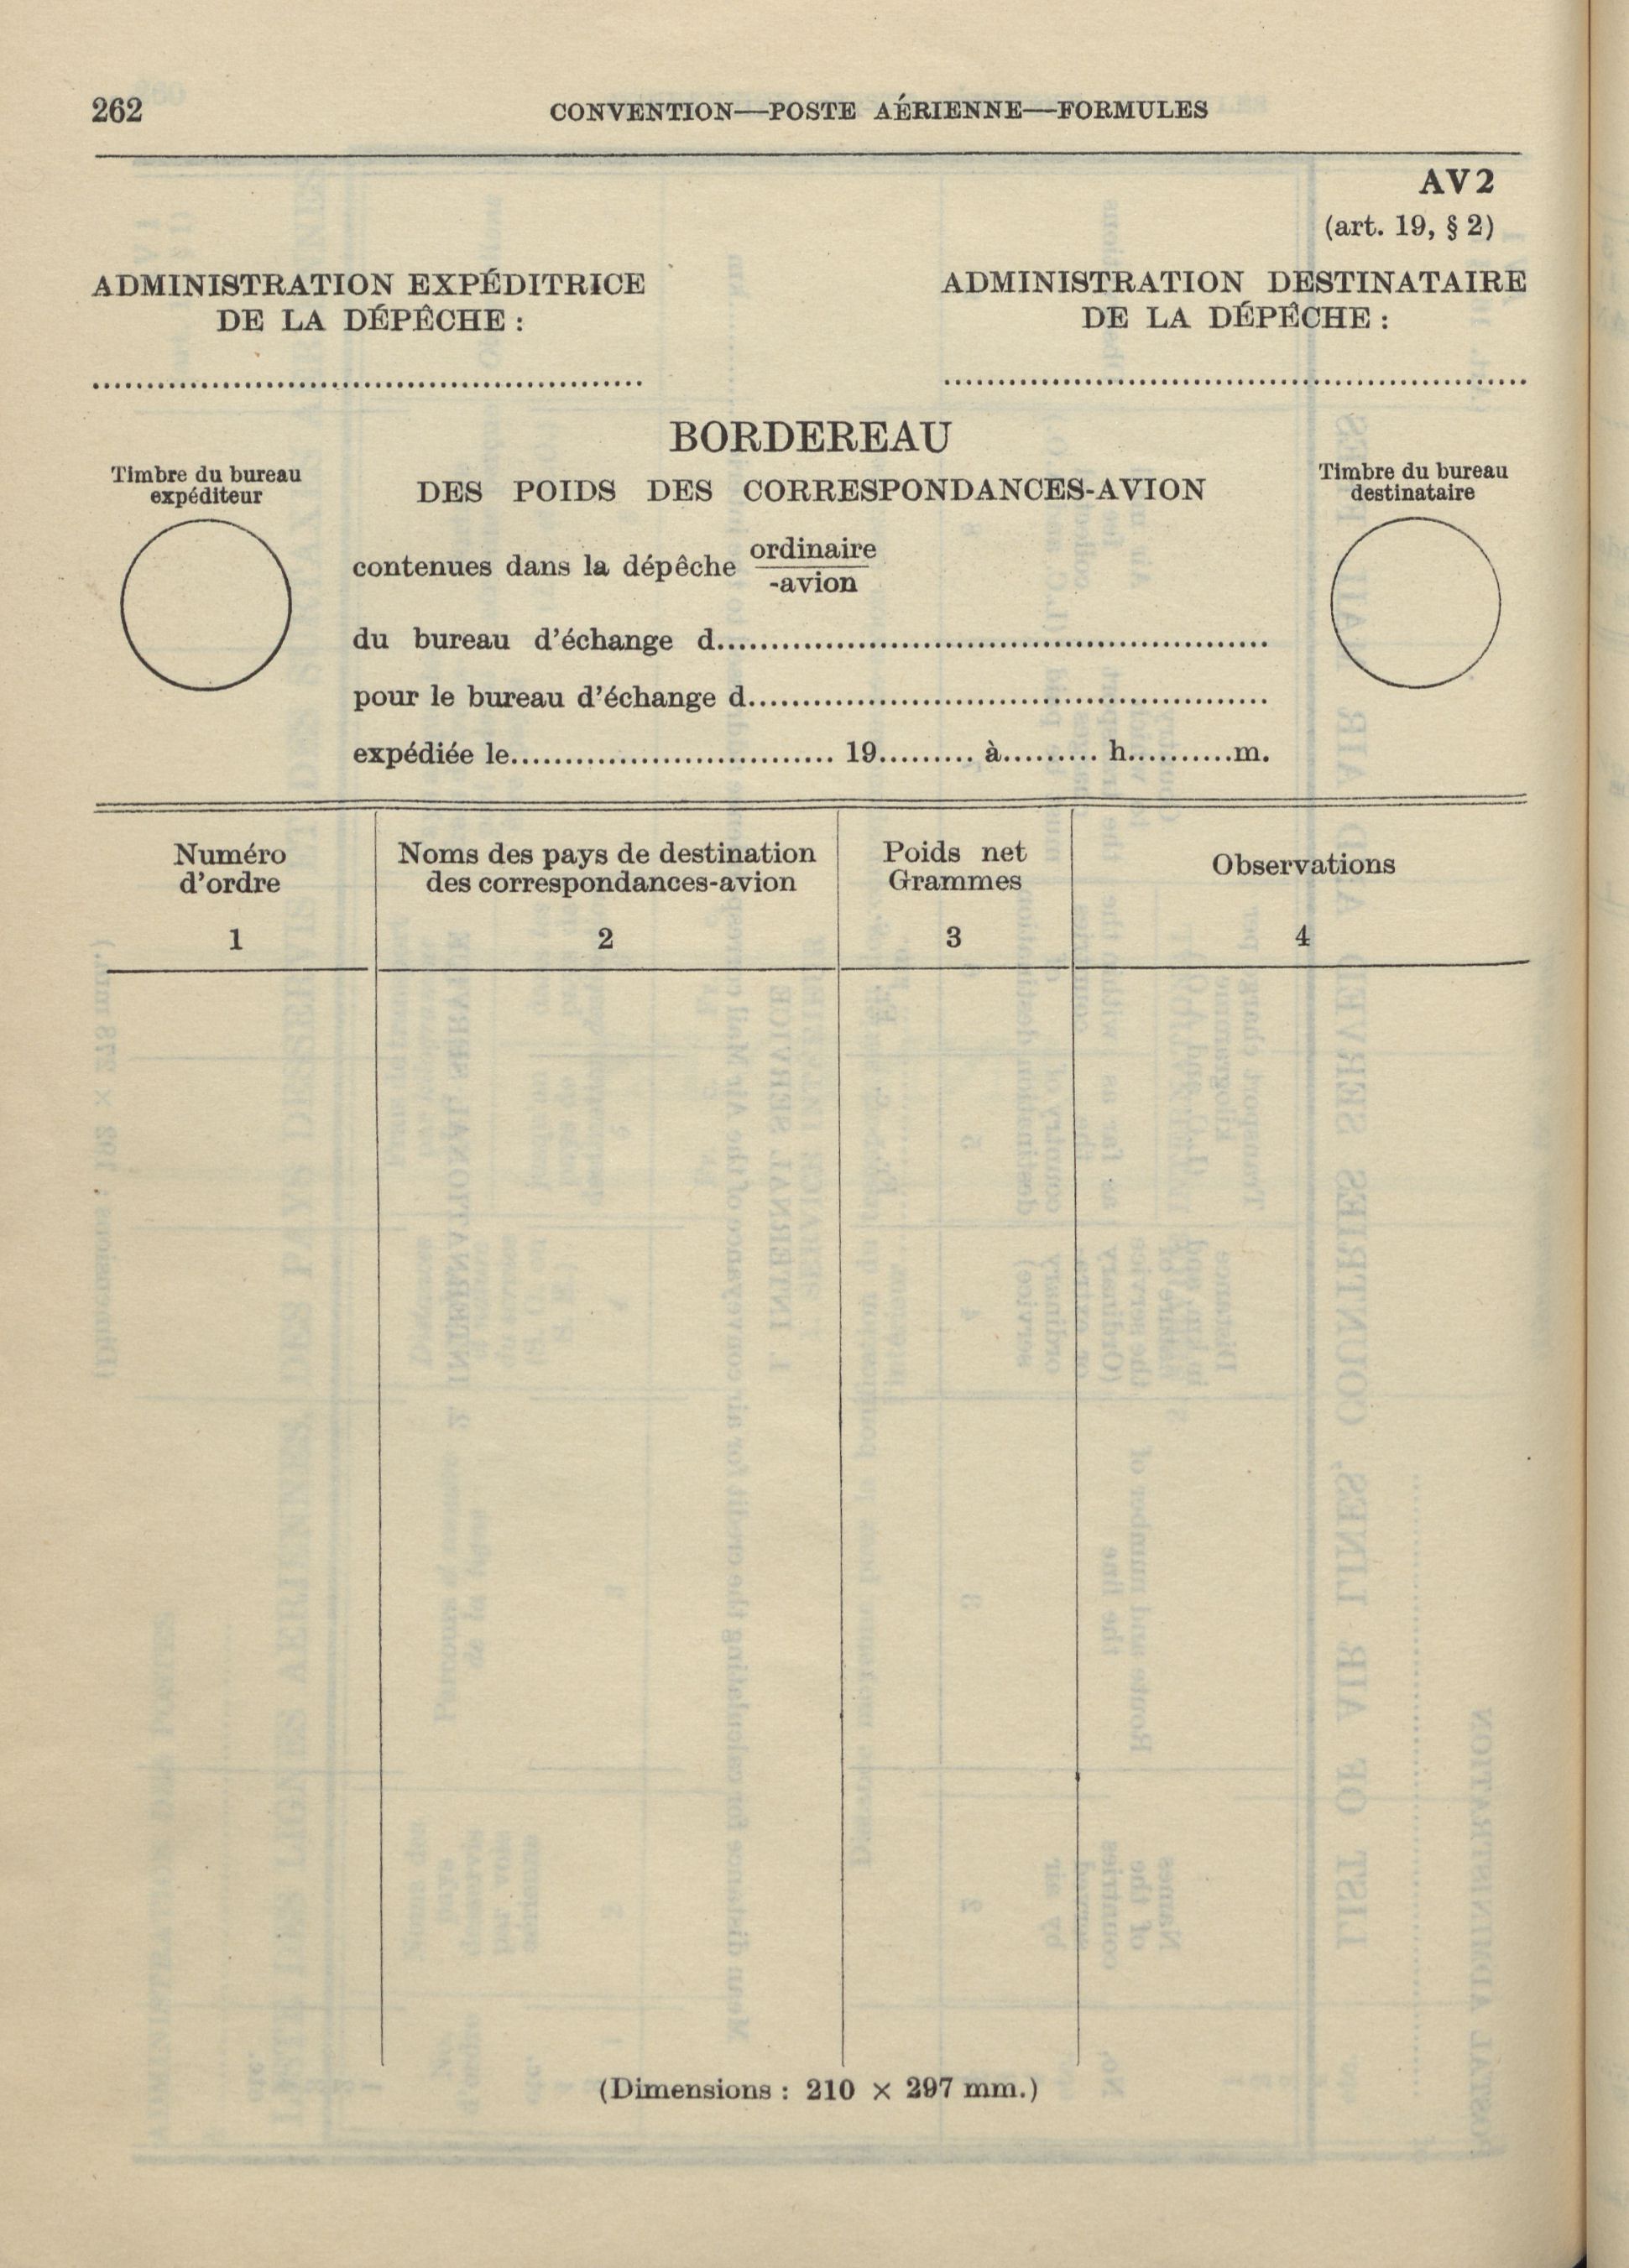 262
CONVENTION—POSTE AÉRIENNE—FORMULES
AV2
(art. 19, § 2)
ADMINISTRATION EXPÉDITRICE
DE LA DÉPÊCHE :
ADMINISTRATION DESTINATAIRE
DE LA DÉPÊCHE :
BORDEREAU
DES POIDS DES CORRESPONDANCES-AVION
Timbre du bureau
expéditeur
Timbre du bureau
destinataire
contenues dans la dépêche ordinaire
-avion
du bureau d'échange d..........
pour le bureau d'échange d..........
expédiée le.......... 19......... à......... h..........m.
Numéro
d'ordre
1
Noms des pays de destination
des correspondances-avion
2
Poids net
Grammes
3
Observations
4
(Dimensions : 210 × 297 mm.)